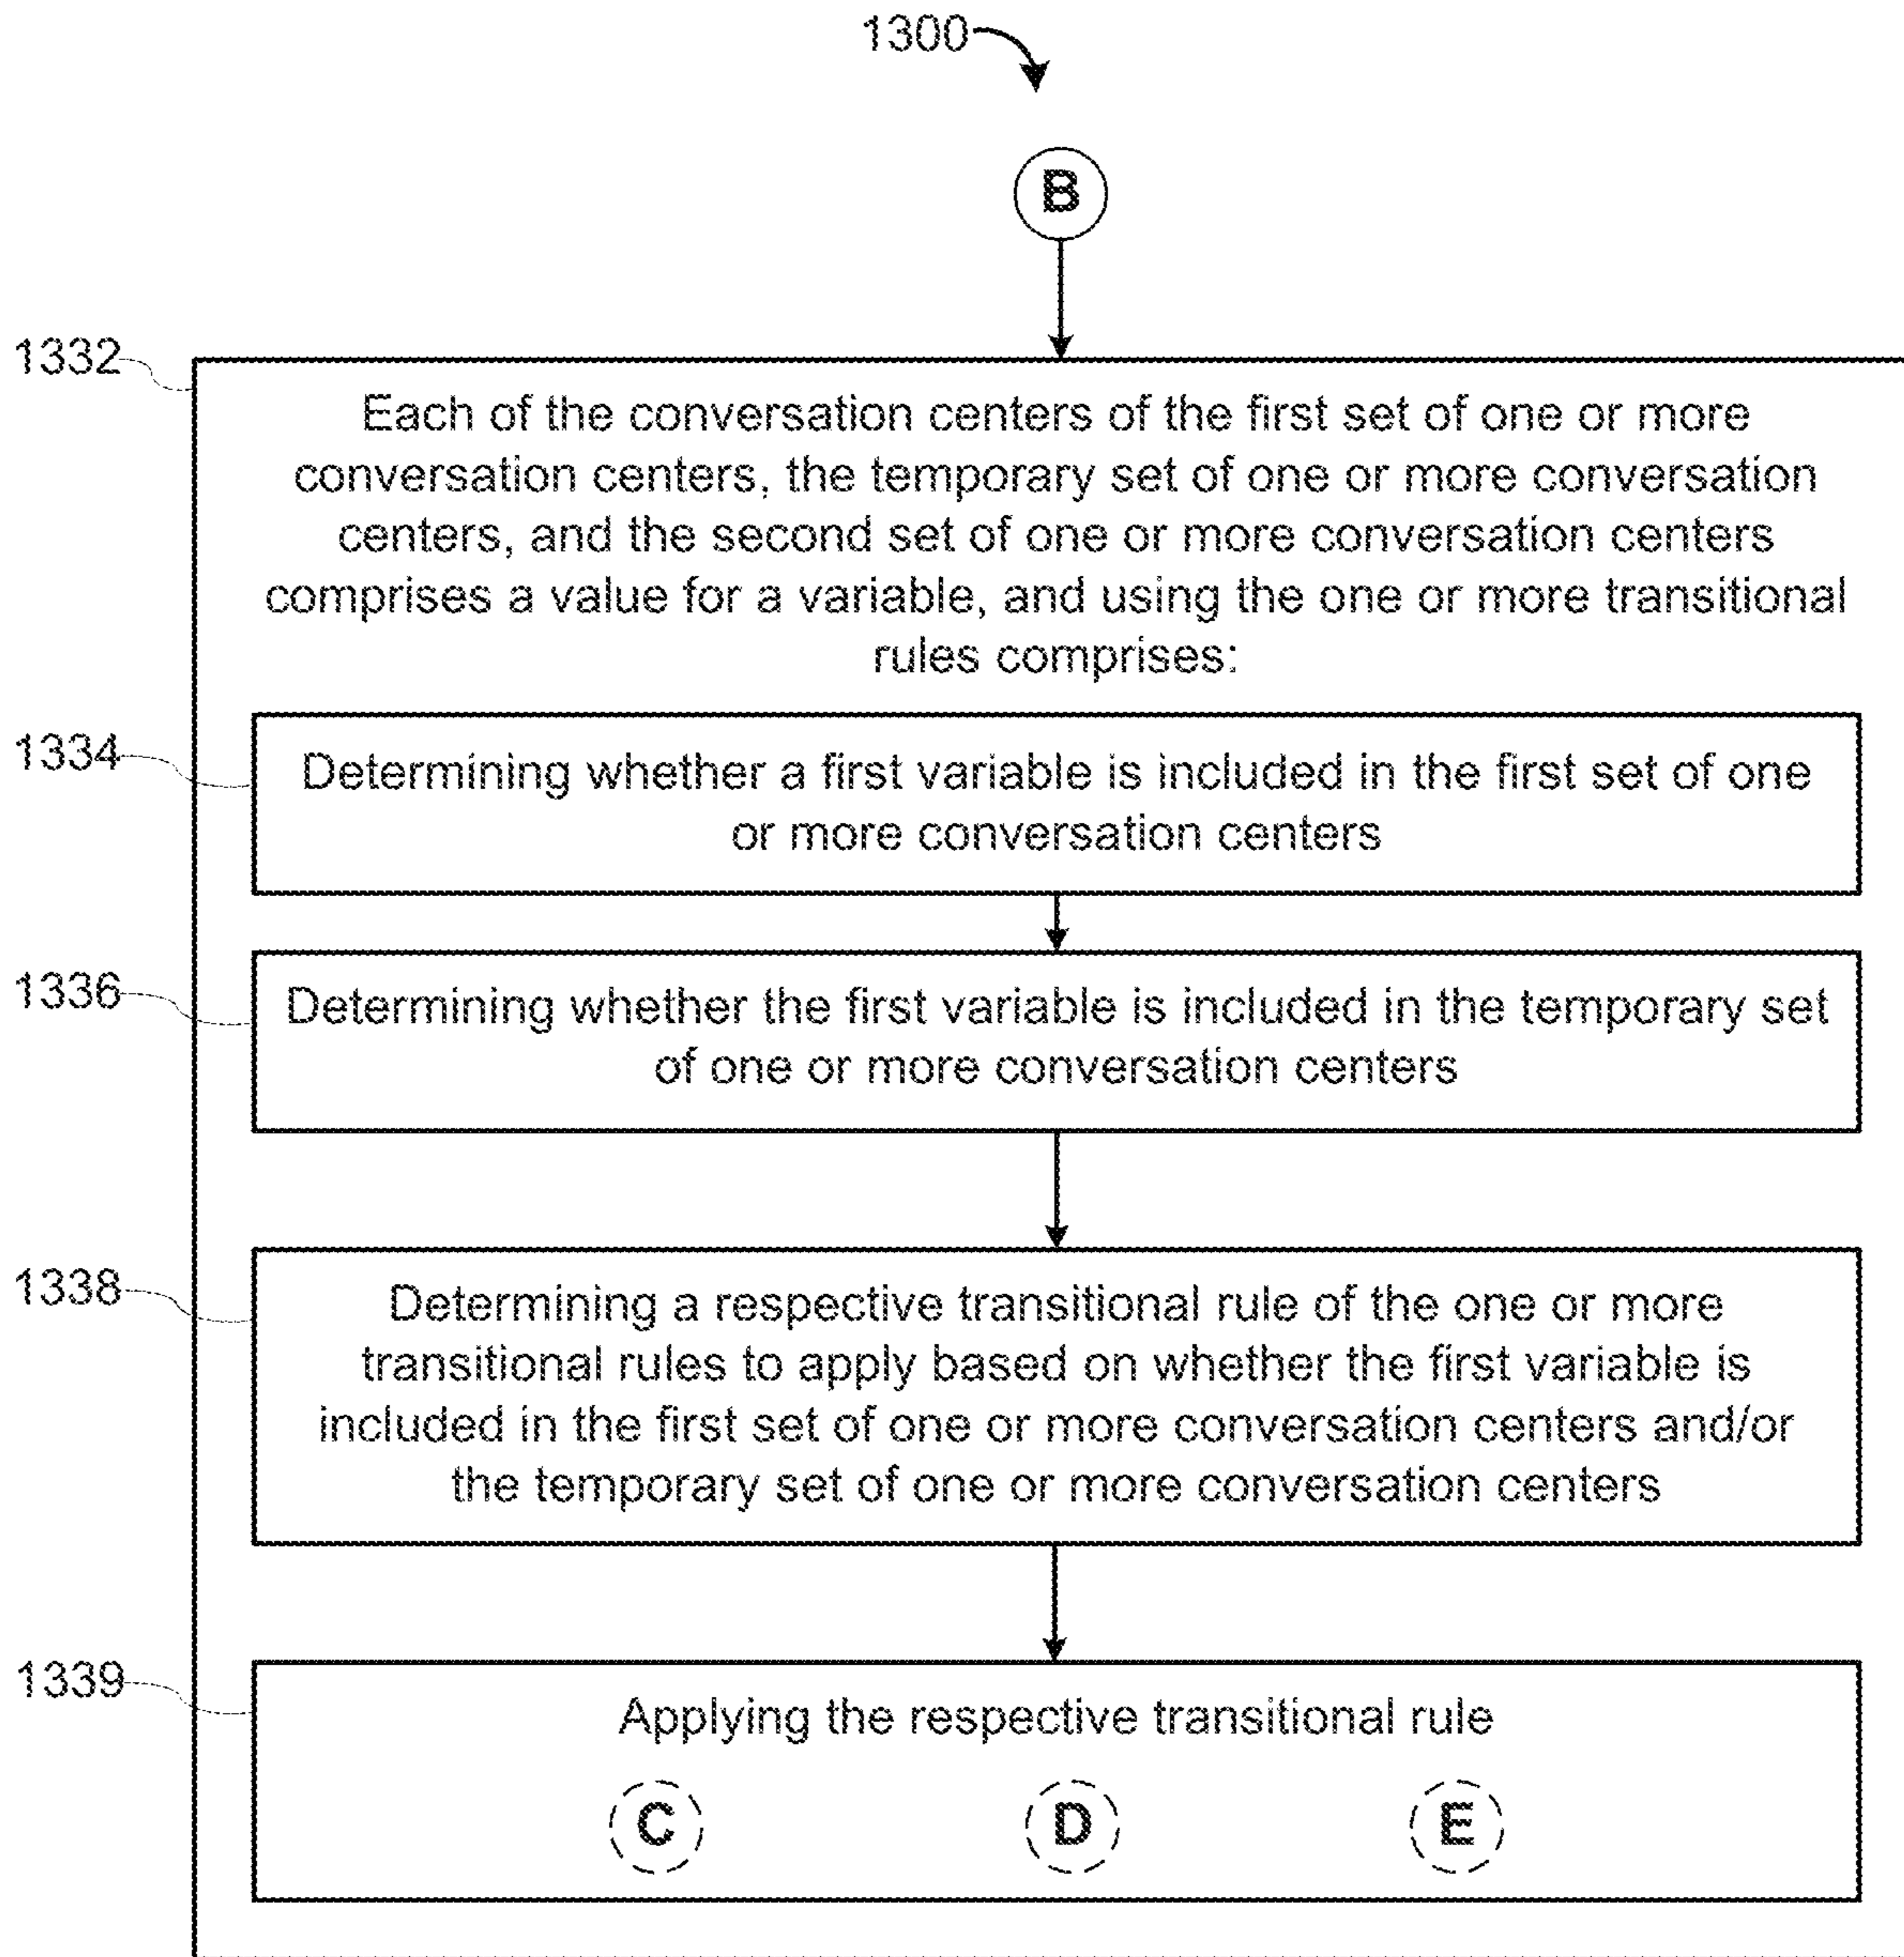 1300
B
1332
Each of the conversation centers of the first set of one or more
conversation centers, the temporary set of one or more conversation
centers, and the second set of one or more conversation centers
comprises a value for a variable, and using the one or more transitional
rules comprises:
1334
Determining whether a first variable is included in the first set of one
or more conversation centers
1336
Determining whether the first variable is included in the temporary set
of one or more conversation centers
1338
Determining a respective transitional rule of the one or more
transitional rules to apply based on whether the first variable is
included in the first set of one or more conversation centers and/or
the temporary set of one or more conversation centers
1339
Applying the respective transitional rule
C D E